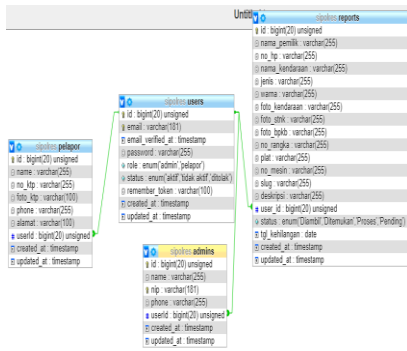 sipokes reports
id : bigint(20) unsigned
nama_pemilik : varchar(255)
no_hp : varchar(255)
nama_kendaraan : varchar(255)
jenis : varchar(255)
warna : varchar(255)
foto_kendaraan : varchar(255)
foto_stnk : varchar(255)
foto_bpkb : varchar(255)
no_rangka : varchar(255)
plat : varchar(255)
no_mesin : varchar(255)
slug : varchar(255)
deskripsi : varchar(255)
user_id : bigint(20) unsigned
status : enum('Diambil','Ditemukan','Proses','Pending')
tgl_kehilangan : date
created_at : timestamp
updated_at : timestamp
sipokes users
id : bigint(20) unsigned
email : varchar(181)
email_verified_at : timestamp
password : varchar(255)
role : enum('admin','pelapor')
status : enum('aktif','tidak aktif','ditolak')
remember_token : varchar(100)
created_at : timestamp
updated_at : timestamp
sipokes pelapor
id : bigint(20) unsigned
name : varchar(255)
no_ktp : varchar(255)
foto_ktp : varchar(100)
phone : varchar(255)
alamat : varchar(100)
userId : bigint(20) unsigned
created_at : timestamp
updated_at : timestamp
sipokes admins
id : bigint(20) unsigned
name : varchar(255)
nip : varchar(181)
phone : varchar(255)
userId : bigint(20) unsigned
created_at : timestamp
updated_at : timestamp